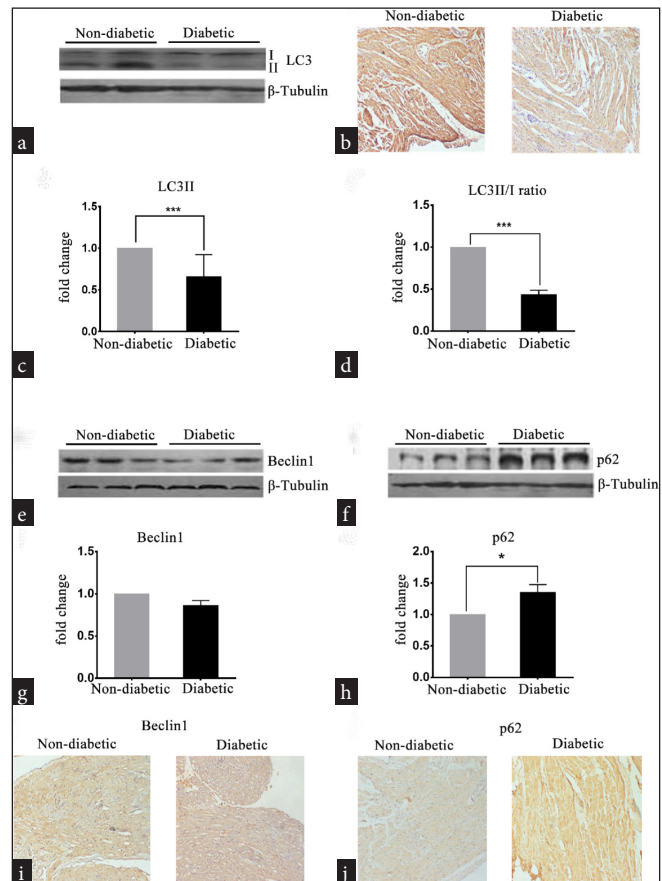 Non-diabetic Diabetic
I
II LC3
β-Tubulin
a
Non-diabetic Diabetic
b
LC3II
1.5
1.0
0.5
0.0
fold change
***
Non-diabetic Diabetic
c
LC3II/I ratio
1.5
1.0
0.5
0.0
fold change
***
Non-diabetic Diabetic
d
Non-diabetic Diabetic
Beclin1
β-Tubulin
e
Non-diabetic Diabetic
p62
β-Tubulin
f
Beclin1
1.5
1.0
0.5
0.0
fold change
Non-diabetic Diabetic
g
p62
2.0
1.5
1.0
0.5
0.0
fold change
*
Non-diabetic Diabetic
h
Beclin1
Non-diabetic Diabetic
i
p62
Non-diabetic Diabetic
j